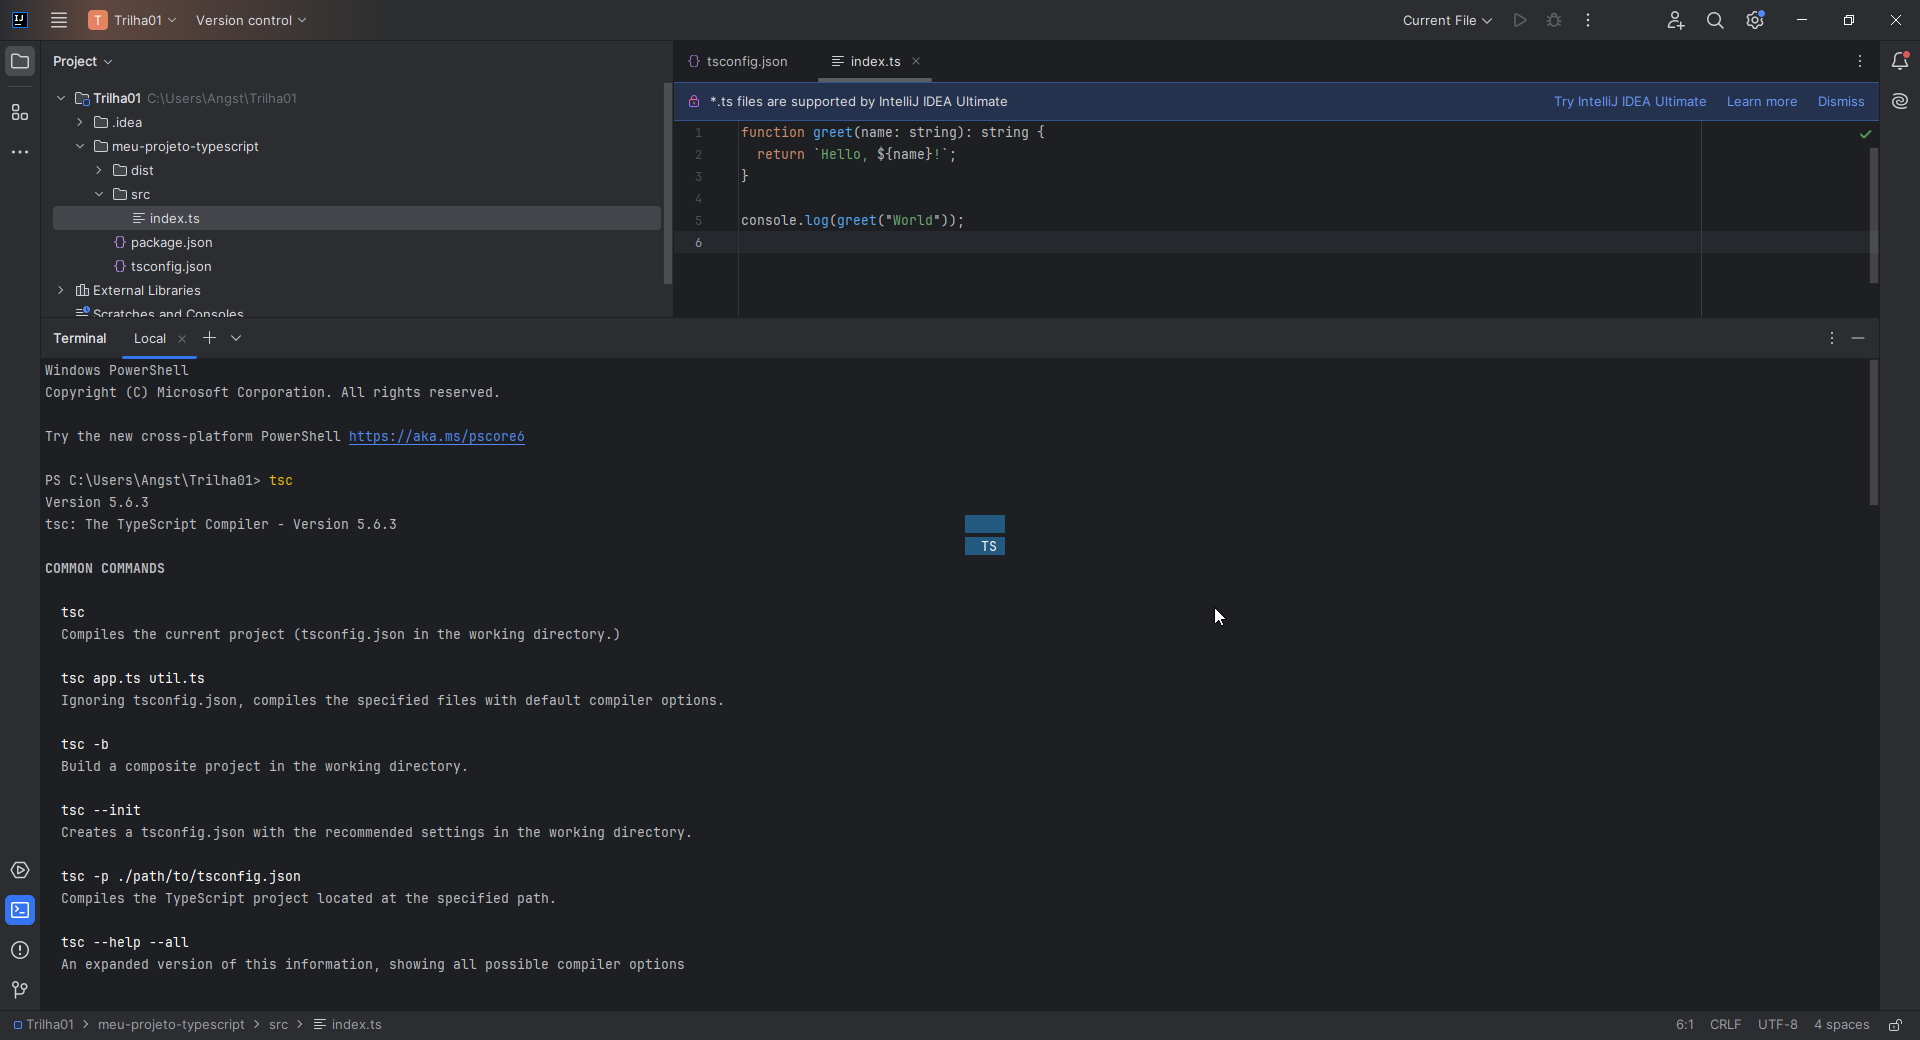 IJ
T Trilha01
Version control
Current File
Project
tsconfig.json
index.ts
Trilha01 C:\Users\Angst\Trilha01
.idea
meu-projeto-typescript
dist
src
index.ts
package.json
tsconfig.json
External Libraries
Scratches and Consoles
*.ts files are supported by IntelliJ IDEA Ultimate
Try IntelliJ IDEA Ultimate Learn more Dismiss
1 function greet(name: string): string {
2 return `Hello, ${name}!`;
3 }
4
5 console.log(greet("World"));
6
Terminal Local
Windows PowerShell
Copyright (C) Microsoft Corporation. All rights reserved.
Try the new cross-platform PowerShell https://aka.ms/pscore6
PS C:\Users\Angst\Trilha01> tsc
Version 5.6.3
tsc: The TypeScript Compiler - Version 5.6.3
TS
COMMON COMMANDS
tsc
Compiles the current project (tsconfig.json in the working directory.)
tsc app.ts util.ts
Ignoring tsconfig.json, compiles the specified files with default compiler options.
tsc -b
Build a composite project in the working directory.
tsc --init
Creates a tsconfig.json with the recommended settings in the working directory.
tsc -p ./path/to/tsconfig.json
Compiles the TypeScript project located at the specified path.
tsc --help --all
An expanded version of this information, showing all possible compiler options
Trilha01 > meu-projeto-typescript > src > index.ts
6:1 CRLF UTF-8 4 spaces